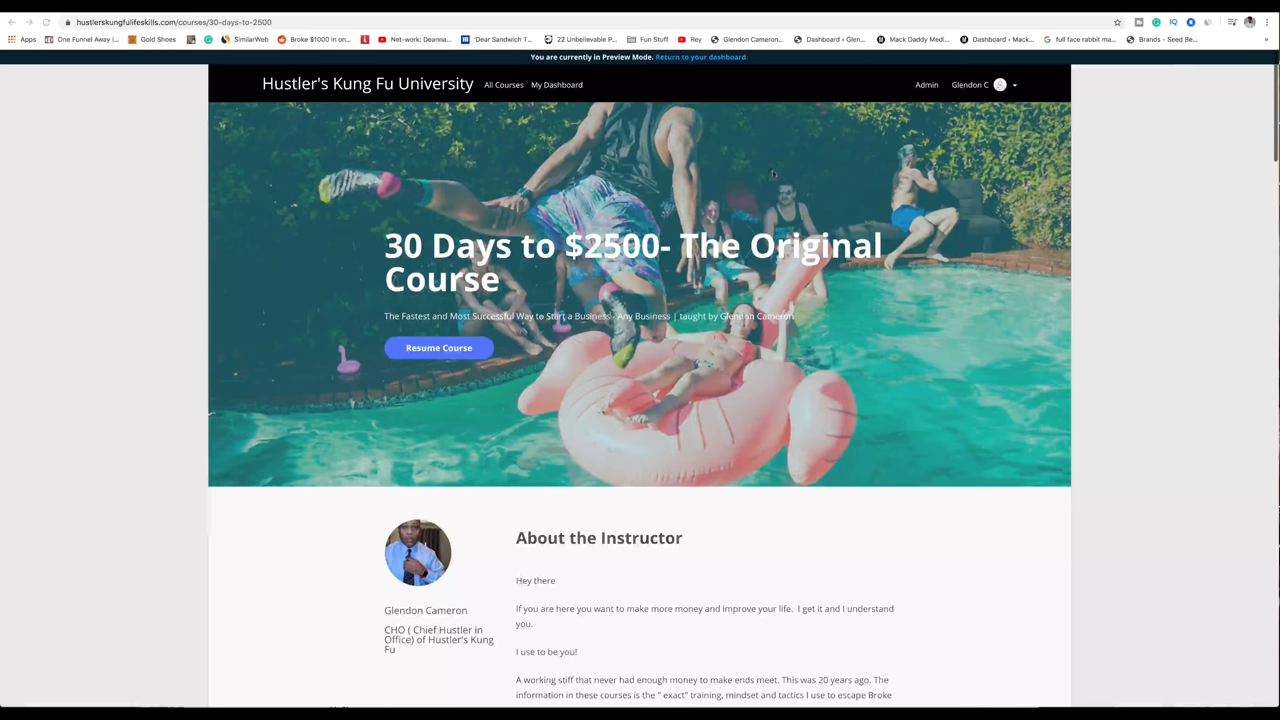 hustlerskungfulifeskills.com/courses/30-days-to-2500
Apps
One Funnel Away |...
Gold Shoes
SimilarWeb
Broke $1000 in on...
Net-work: Deanna...
'Dear Sandwich T...
22 Unbelievable P...
Fun Stuff
Rey
Glendon Cameron...
Dashboard ‹ Glen...
Mack Daddy Medi...
Dashboard ‹ Mack...
full face rabbit ma...
Brands - Seed Be...
You are currently in Preview Mode. Return to your dashboard
Hustler's Kung Fu University
All Courses
My Dashboard
Admin
Glendon C
30 Days to $2500- The Original
Course
The Fastest and Most Successful Way to Start a Business - Any Business | taught by Glendon Cameron
Resume Course
About the Instructor
Glendon Cameron
CHO ( Chief Hustler in
Office) of Hustler's Kung
Fu
Hey there
If you are here you want to make more money and improve your life. I get it and I understand
you.
I use to be you!
A working stiff that never had enough money to make ends meet. This was 20 years ago. The
information in these courses is the " exact" training, mindset and tactics I use to escape Broke